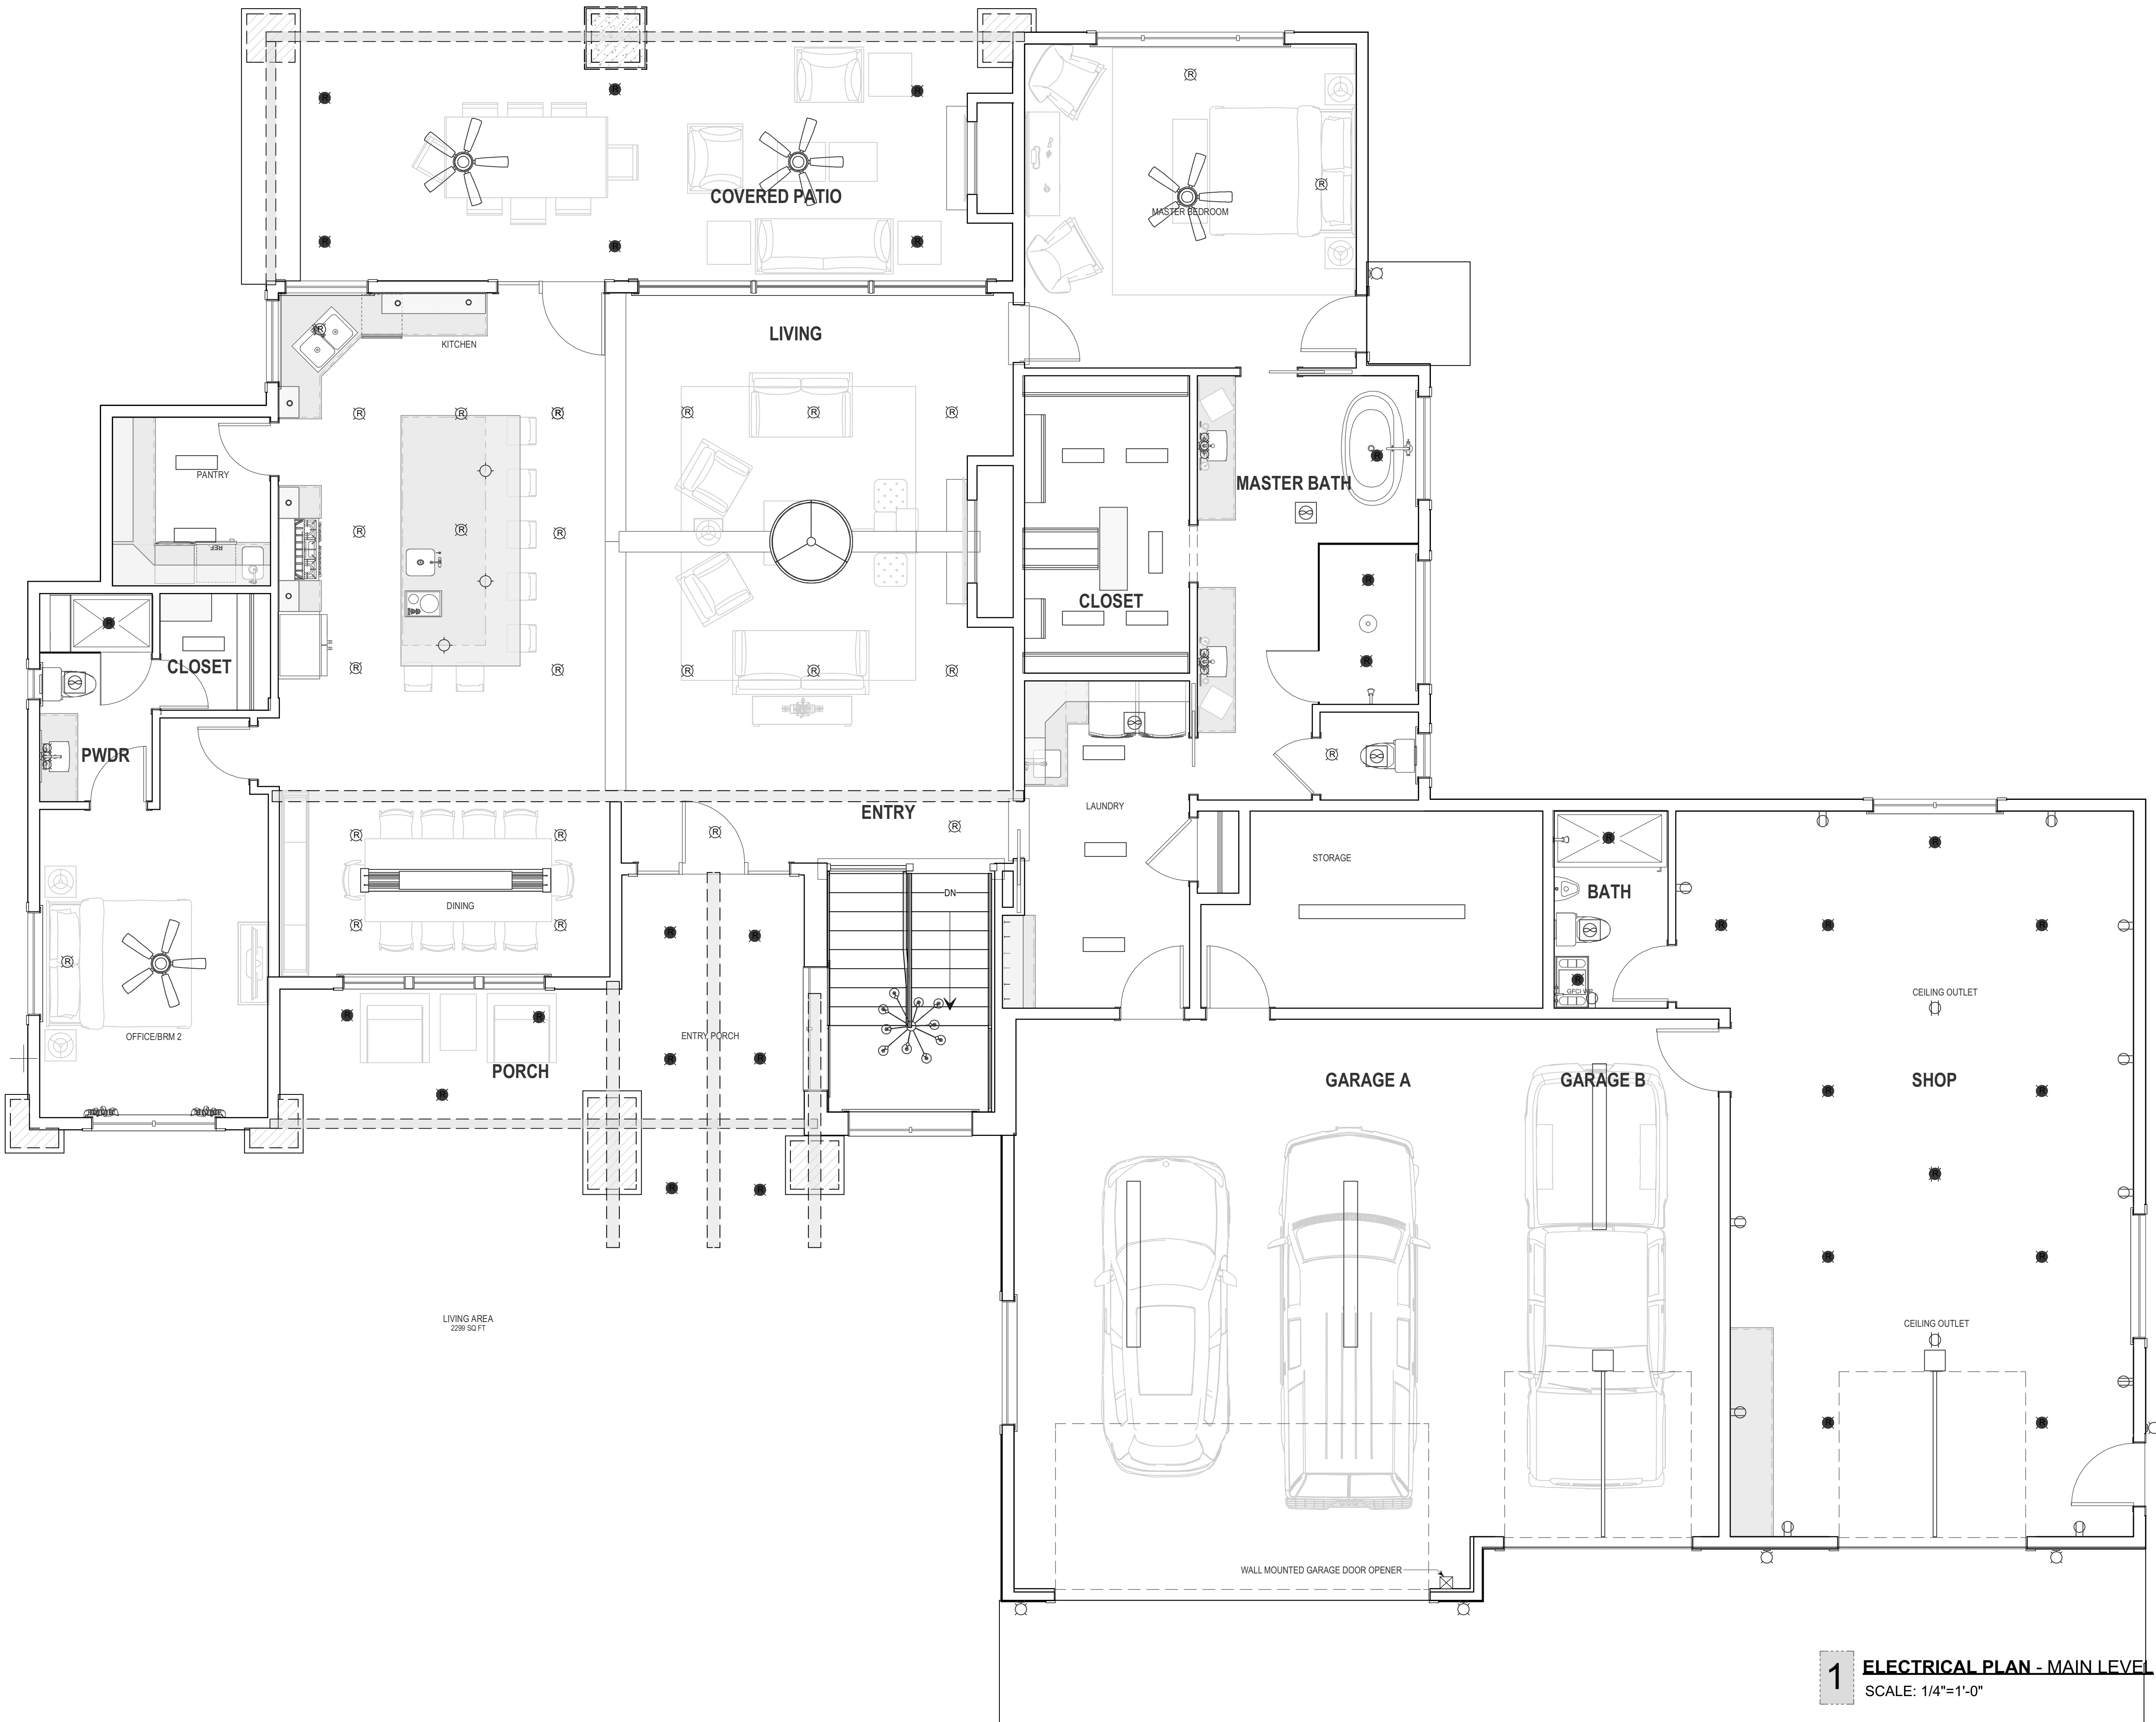 COVERED PATIO
MASTER BEDROOM
LIVING
KITCHEN
PANTRY
REF
MASTER BATH
CLOSET
CLOSET
PWDR
ENTRY
LAUNDRY
STORAGE
BATH
DN
DINING
GFCI WP
CEILING OUTLET
OFFICE/BRM 2
ENTRY PORCH
PORCH
GARAGE A
GARAGE B
SHOP
LIVING AREA
2299 SQ FT
CEILING OUTLET
WALL MOUNTED GARAGE DOOR OPENER
1
ELECTRICAL PLAN - MAIN LEVEL
SCALE: 1/4"=1'-0"